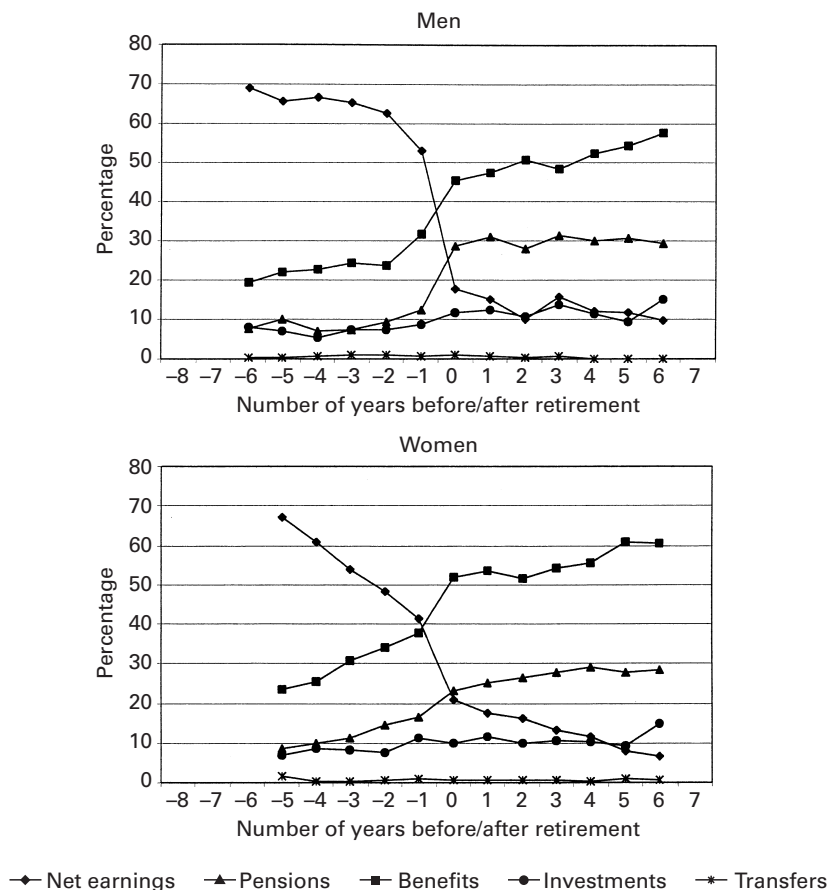 Men
80
70
60
50
40
30
20
10
0
Percentage
–8 –7 –6 –5 –4 –3 –2 –1 0 1 2 3 4 5 6 7
Number of years before/after retirement
Women
80
70
60
50
40
30
20
10
0
Percentage
–8 –7 –6 –5 –4 –3 –2 –1 0 1 2 3 4 5 6 7
Number of years before/after retirement
Net earnings Pensions Benefits Investments Transfers